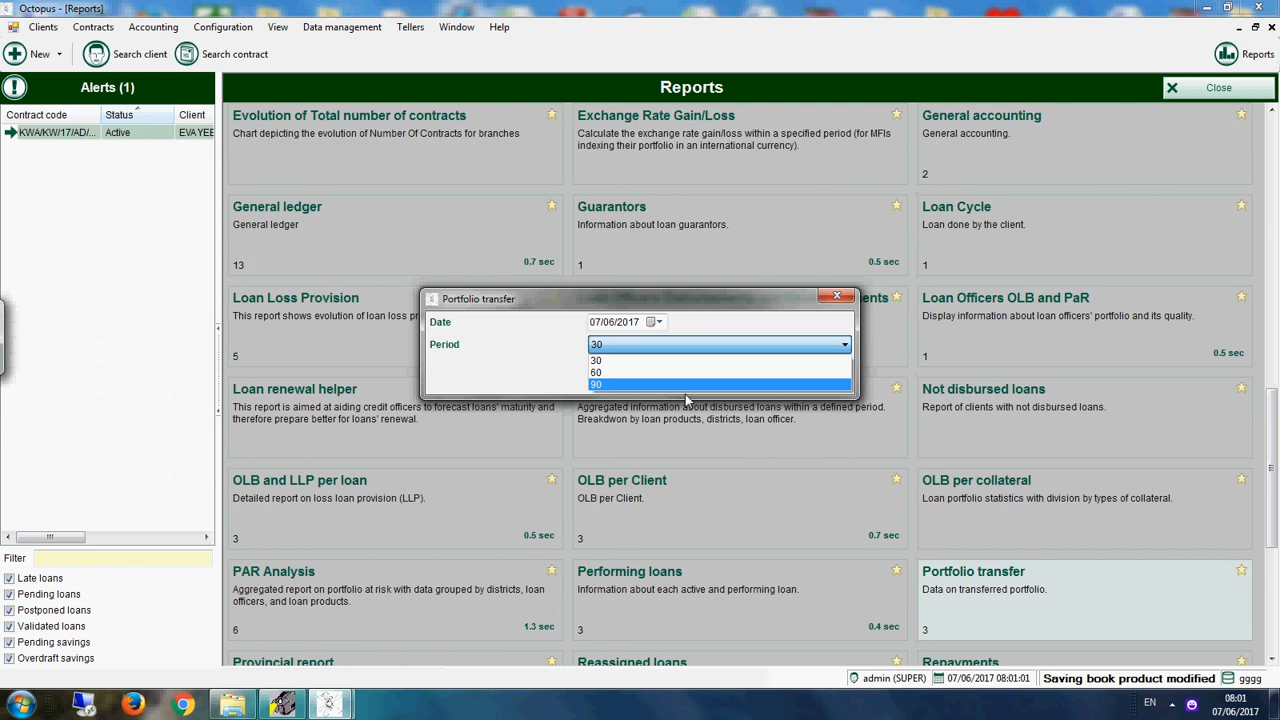 Octopus - [Reports]
Clients Contracts Accounting Configuration View Data management Tellers Window Help
New Search client Search contract Reports
Alerts (1)
Contract code Status Client
KWA/KW/17/AD/... Active EVA YEE
Reports Close
Evolution of Total number of contracts
Chart depicting the evolution of Number Of Contracts for branches
Exchange Rate Gain/Loss
Calculate the exchange rate gain/loss within a specified period (for MFIs
indexing their portfolio in an international currency).
General accounting
General accounting.
2
General ledger
General ledger
13 0.7 sec
Guarantors
Information about loan guarantors.
1 0.5 sec
Loan Cycle
Loan done by the client.
1
Loan Loss Provision
This report shows evolution of loan loss pr
5
Loan Officers OLB and PaR
Display information about loan officers' portfolio and its quality.
1 0.5 sec
Portfolio transfer
Date 07/06/2017
Period 30
30
60
90
Loan renewal helper
This report is aimed at aiding credit officers to forecast loans' maturity and
therefore prepare better for loans' renewal.
Aggregated information about disbursed loans within a defined period.
Breakdwon by loan products, districts, loan officer.
Not disbursed loans
Report of clients with not disbursed loans.
OLB and LLP per loan
Detailed report on loss loan provision (LLP).
3 0.5 sec
OLB per Client
OLB per Client.
3 0.7 sec
OLB per collateral
Loan portfolio statistics with division by types of collateral.
PAR Analysis
Aggregated report on portfolio at risk with data grouped by districts, loan
officers, and loan products.
6 1.3 sec
Performing loans
Information about each active and performing loan.
3 0.4 sec
Portfolio transfer
Data on transferred portfolio.
3
Provincial report
Reassigned loans
Repayments
Filter
Late loans
Pending loans
Postponed loans
Validated loans
Pending savings
Overdraft savings
admin (SUPER) 07/06/2017 08:01:01 Saving book product modified gggg
EN 08:01
07/06/2017